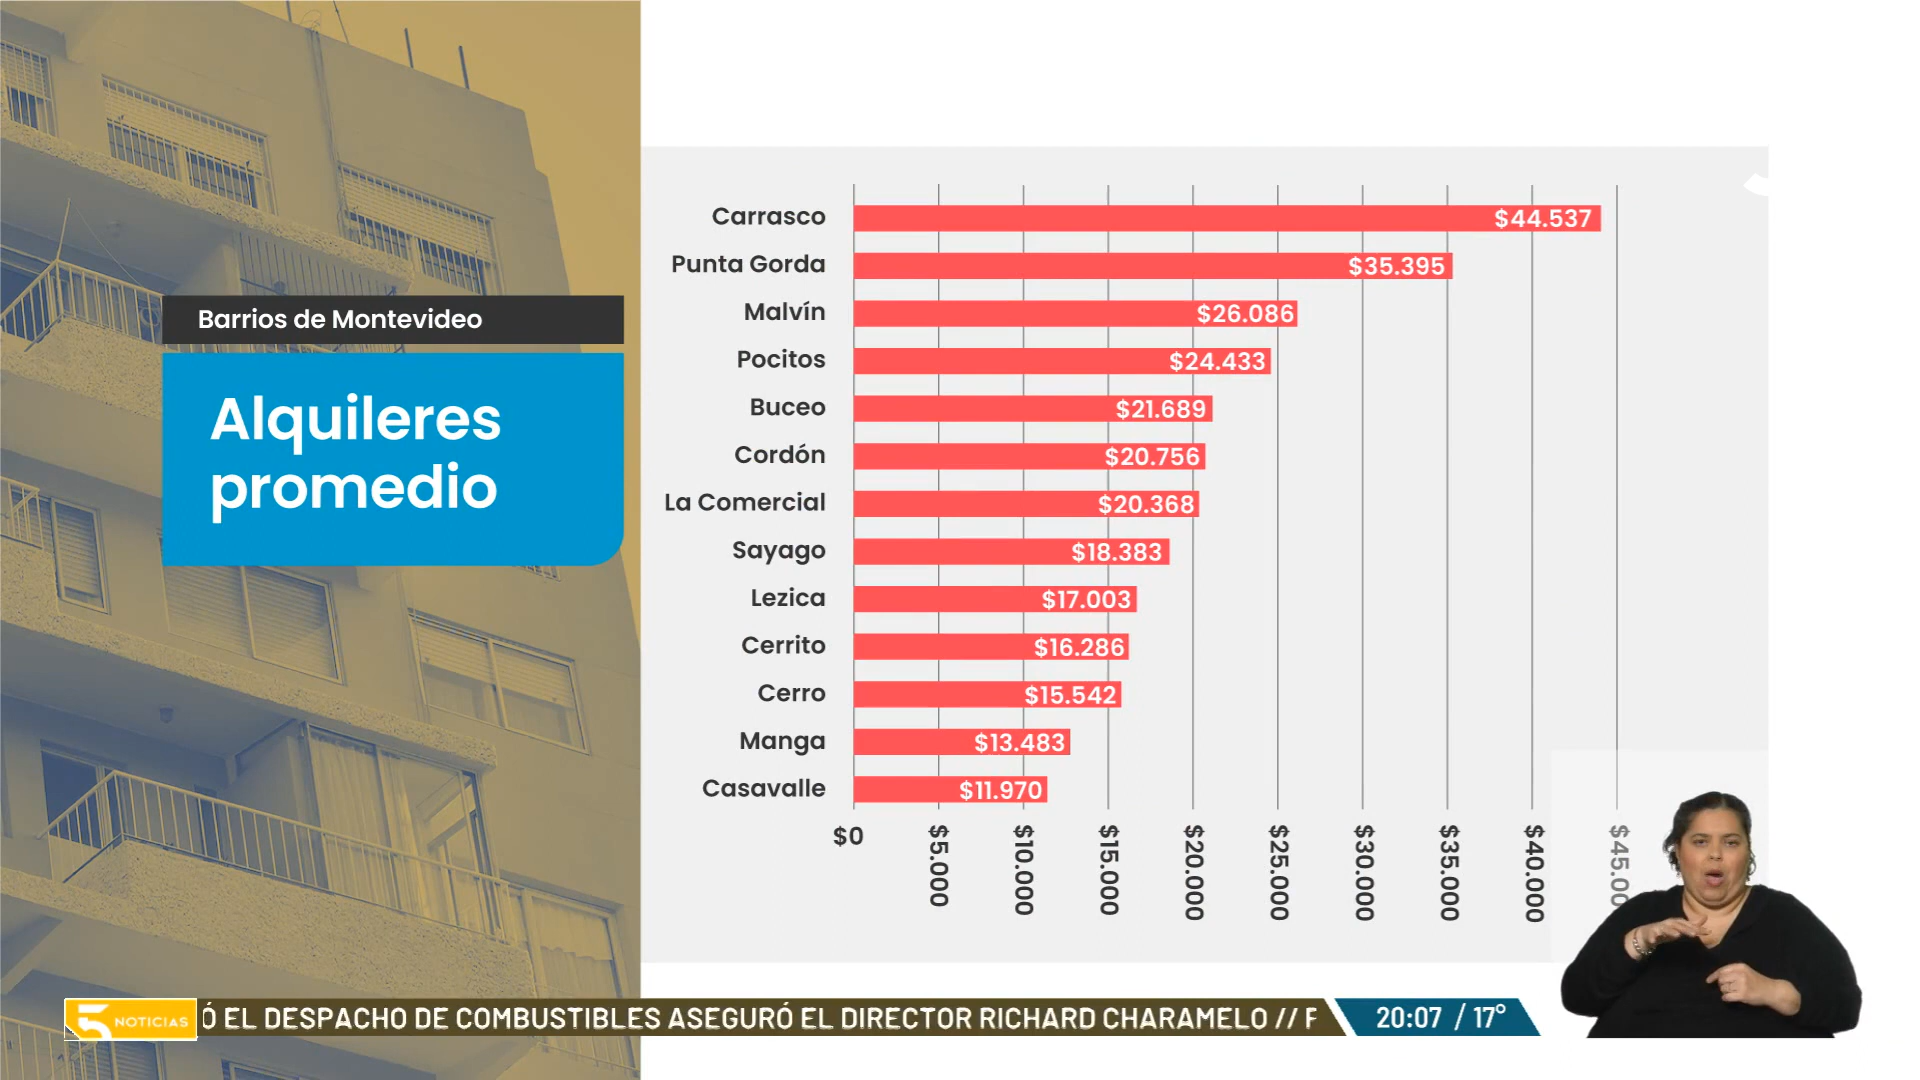 Barrios de Montevideo
Alquileres
promedio
Carrasco $44.537
Punta Gorda $35.395
Malvín $26.086
Pocitos $24.433
Buceo $21.689
Cordón $20.756
La Comercial $20.368
Sayago $18.383
Lezica $17.003
Cerrito $16.286
Cerro $15.542
Manga $13.483
Casavalle $11.970
$0 $5.000 $10.000 $15.000 $20.000 $25.000 $30.000 $35.000 $40.000 $45.00
5 NOTICIAS
Ó EL DESPACHO DE COMBUSTIBLES ASEGURÓ EL DIRECTOR RICHARD CHARAMELO // F
20:07 / 17°